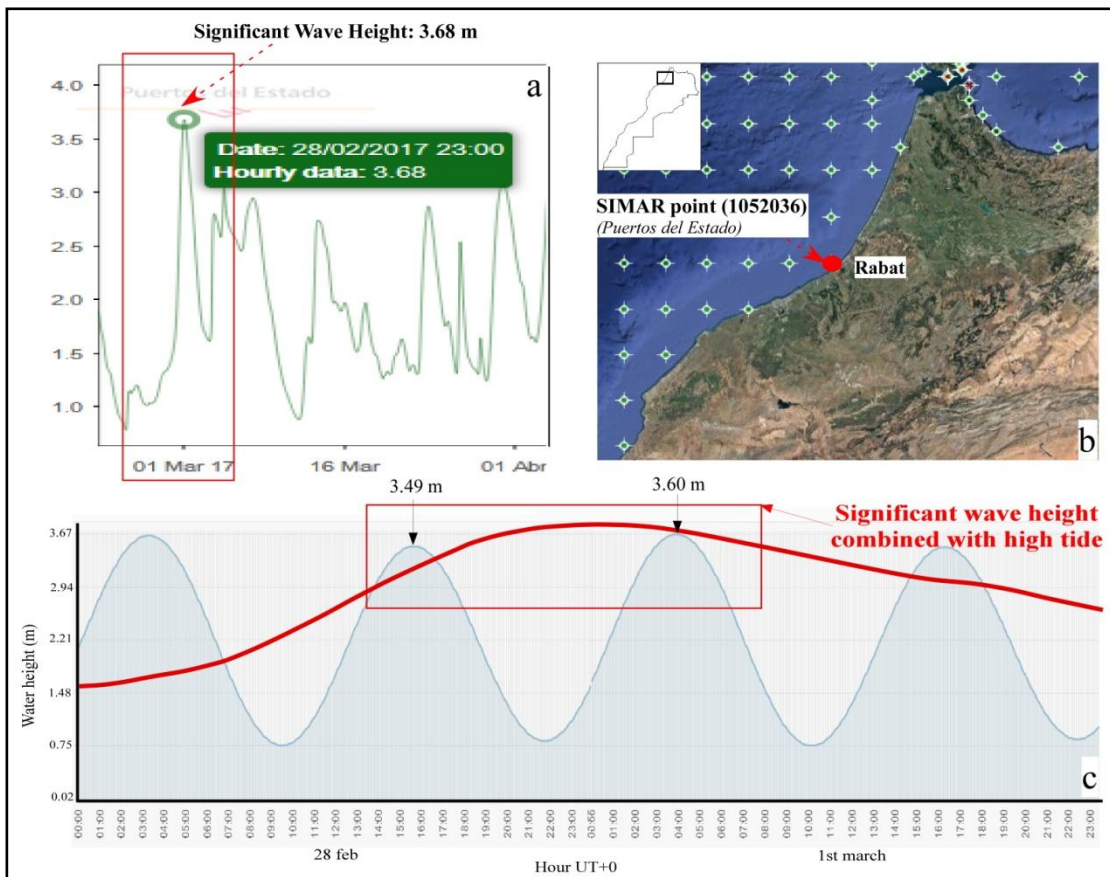 Significant Wave Height: 3.68 m
a
4.0
3.5
3.0
2.5
2.0
1.5
1.0
Puertos del Estado
Date: 28/02/2017 23:00
Hourly data: 3.68
01 Mar 17
16 Mar
01 Abr
SIMAR point (1052036)
(Puertos del Estado)
Rabat
b
3.49 m
3.60 m
Significant wave height
combined with high tide
Water height (m)
3.67
2.94
2.21
1.48
0.75
0.02
c
00:00 01:00 02:00 03:00 04:00 05:00 06:00 07:00 08:00 09:00 10:00 11:00 12:00 13:00 14:00 15:00 16:00 17:00 18:00 19:00 20:00 21:00 22:00 23:00 00:56 01:00 02:00 03:00 04:00 05:00 06:00 07:00 08:00 09:00 10:00 11:00 12:00 13:00 14:00 15:00 16:00 17:00 18:00 19:00 20:00 21:00 22:00 23:00
28 feb
1st march
Hour UT+0